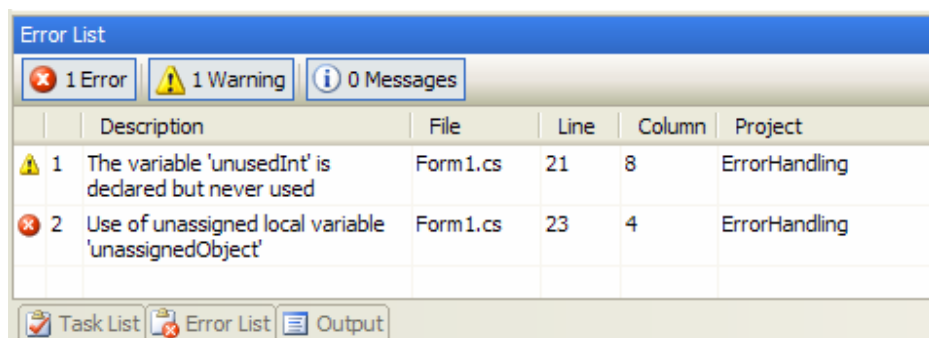 Error List
1 Error 1 Warning 0 Messages
Description File Line Column Project
1 The variable 'unusedInt' is Form1.cs 21 8 ErrorHandling
declared but never used
2 Use of unassigned local variable Form1.cs 23 4 ErrorHandling
'unassignedObject'
Task List Error List Output